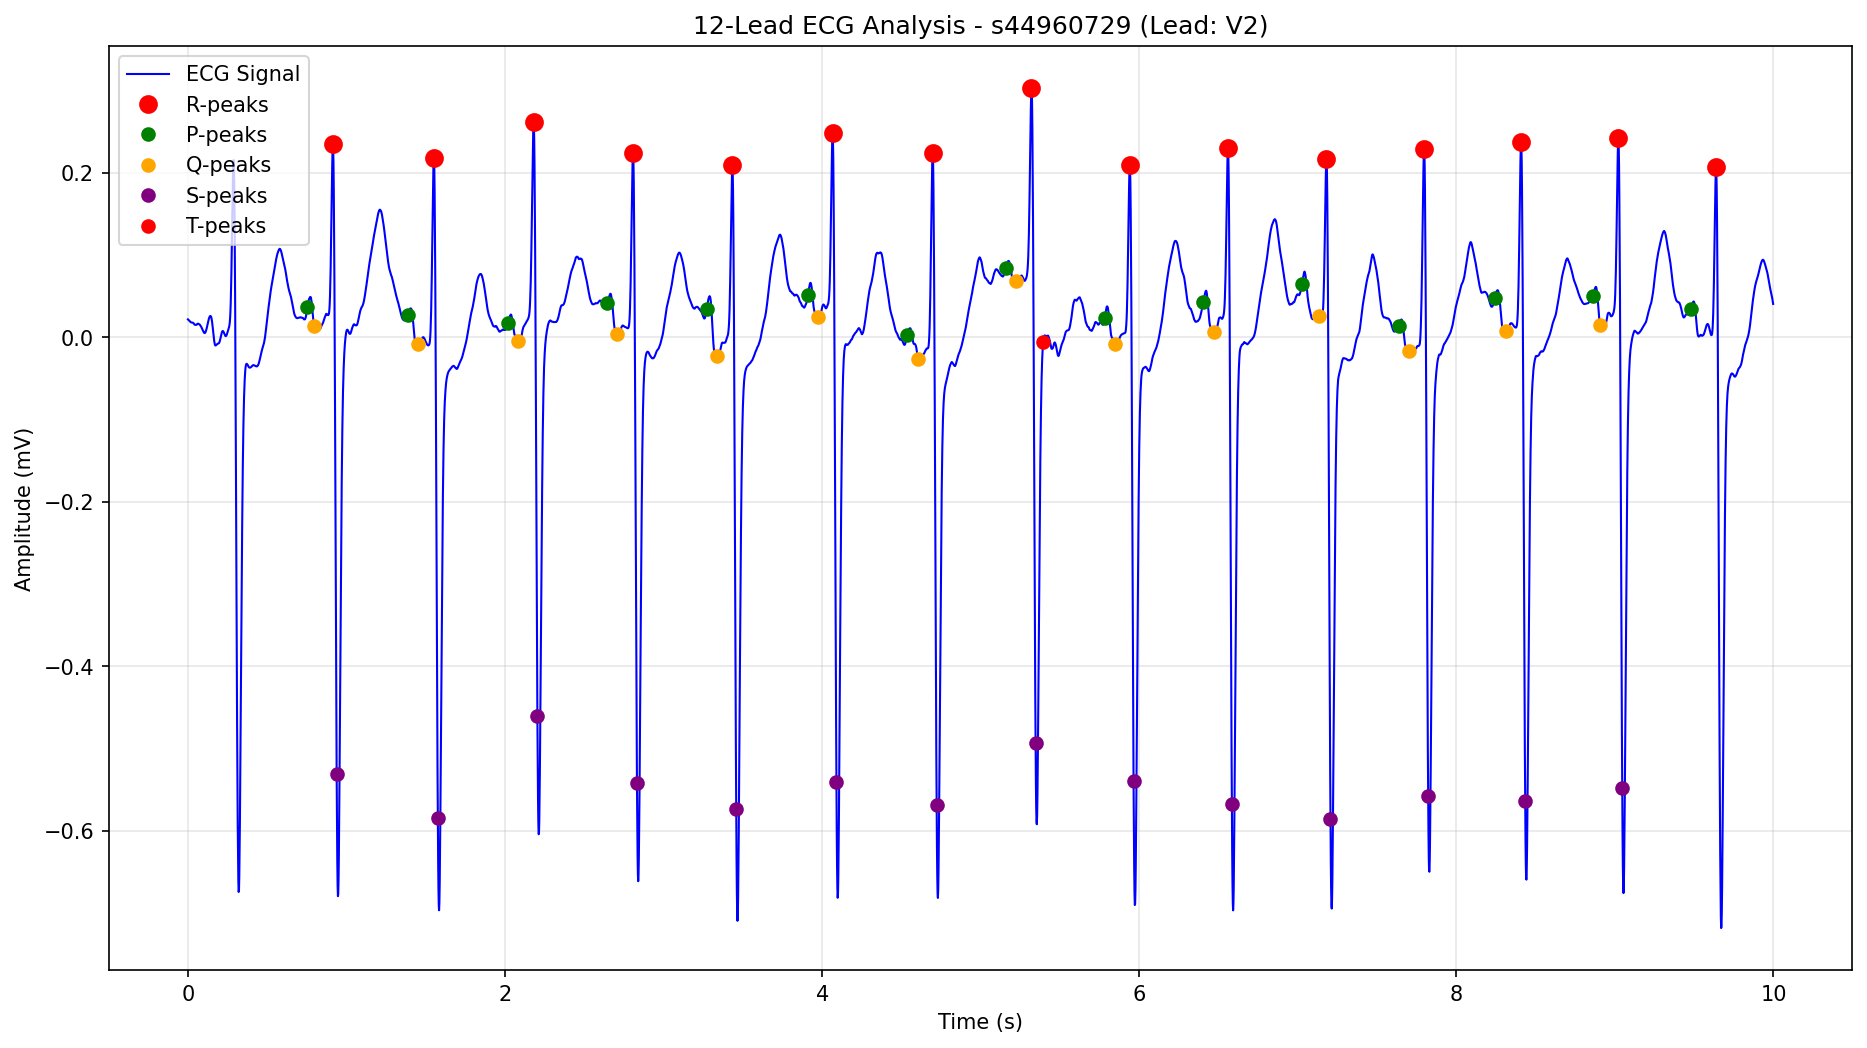 12-Lead ECG Analysis - s44960729 (Lead: V2)
ECG Signal
R-peaks
P-peaks
Q-peaks
S-peaks
T-peaks
Amplitude (mV)
0.2
0.0
−0.2
−0.4
−0.6
0 2 4 6 8 10
Time (s)